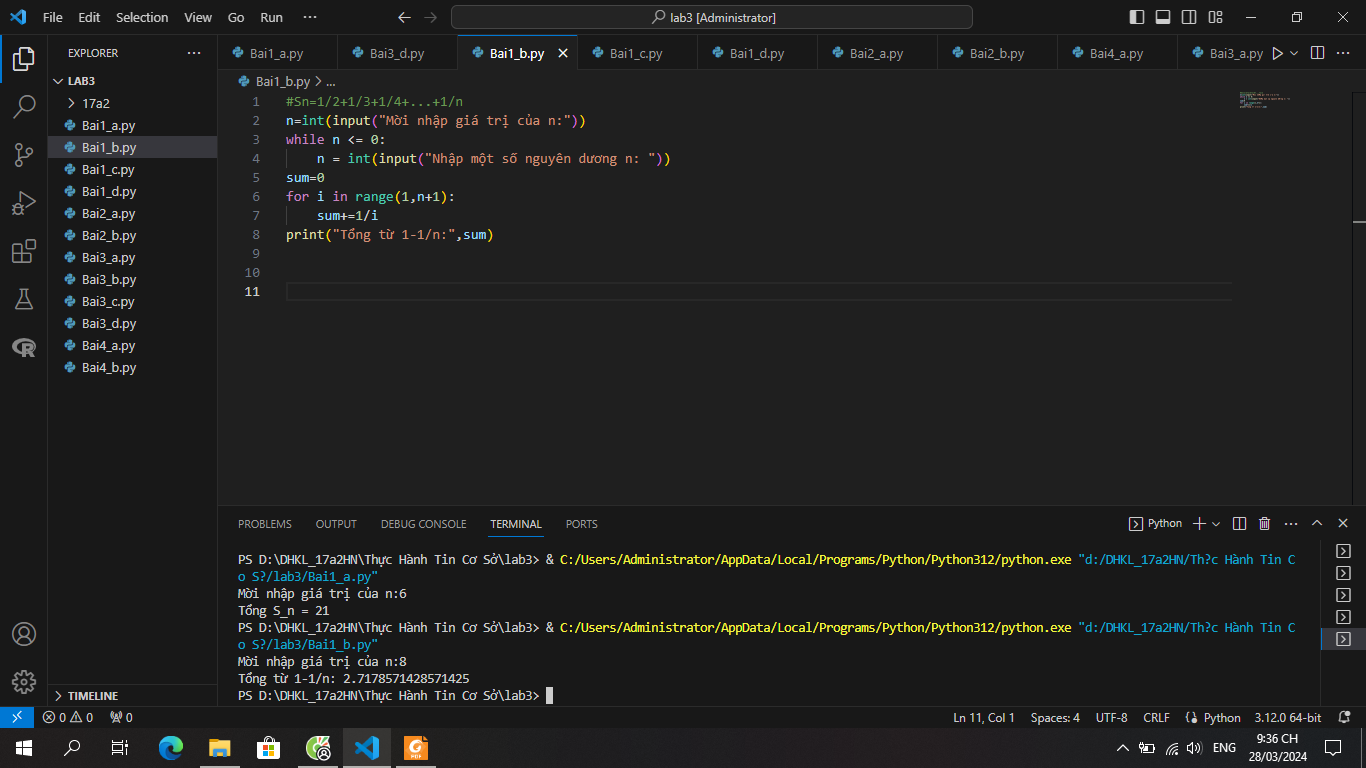 File Edit Selection View Go Run ··· lab3 [Administrator]
EXPLORER ···
Bai1_a.py Bai3_d.py Bai1_b.py Bai1_c.py Bai1_d.py Bai2_a.py Bai2_b.py Bai4_a.py Bai3_a.py ···
LAB3
17a2
Bai1_a.py
Bai1_b.py
Bai1_c.py
Bai1_d.py
Bai2_a.py
Bai2_b.py
Bai3_a.py
Bai3_b.py
Bai3_c.py
Bai3_d.py
Bai4_a.py
Bai4_b.py
TIMELINE
Bai1_b.py > ...
1 #Sn=1/2+1/3+1/4+...+1/n
2 n=int(input("Mời nhập giá trị của n:"))
3 while n <= 0:
4     n = int(input("Nhập một số nguyên dương n: "))
5 sum=0
6 for i in range(1,n+1):
7     sum+=1/i
8 print("Tổng từ 1-1/n:",sum)
9
10
11
PROBLEMS OUTPUT DEBUG CONSOLE TERMINAL PORTS Python ···
PS D:\DHKL_17a2HN\Thực Hành Tin Cơ Sở\lab3> & C:/Users/Administrator/AppData/Local/Programs/Python/Python312/python.exe "d:/DHKL_17a2HN/Th?c Hành Tin C
o S?/lab3/Bai1_a.py"
Mời nhập giá trị của n:6
Tổng S_n = 21
PS D:\DHKL_17a2HN\Thực Hành Tin Cơ Sở\lab3> & C:/Users/Administrator/AppData/Local/Programs/Python/Python312/python.exe "d:/DHKL_17a2HN/Th?c Hành Tin C
o S?/lab3/Bai1_b.py"
Mời nhập giá trị của n:8
Tổng từ 1-1/n: 2.7178571428571425
PS D:\DHKL_17a2HN\Thực Hành Tin Cơ Sở\lab3>
0 0 0 Ln 11, Col 1 Spaces: 4 UTF-8 CRLF Python 3.12.0 64-bit
ENG
9:36 CH
28/03/2024